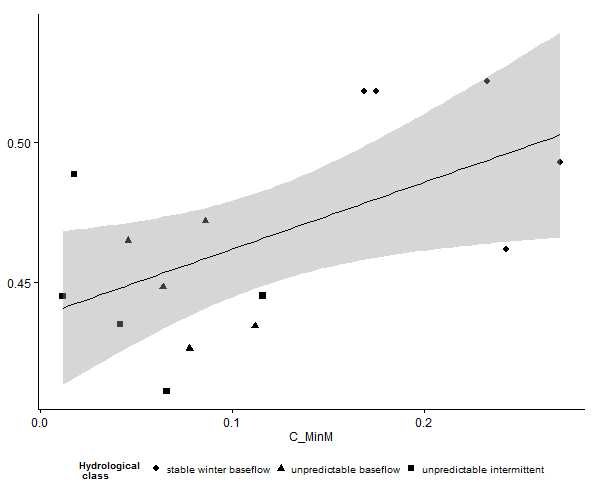 0.50
0.45
0.0 0.1 0.2
C_MinM
Hydrological
class
stable winter baseflow unpredictable baseflow unpredictable intermittent